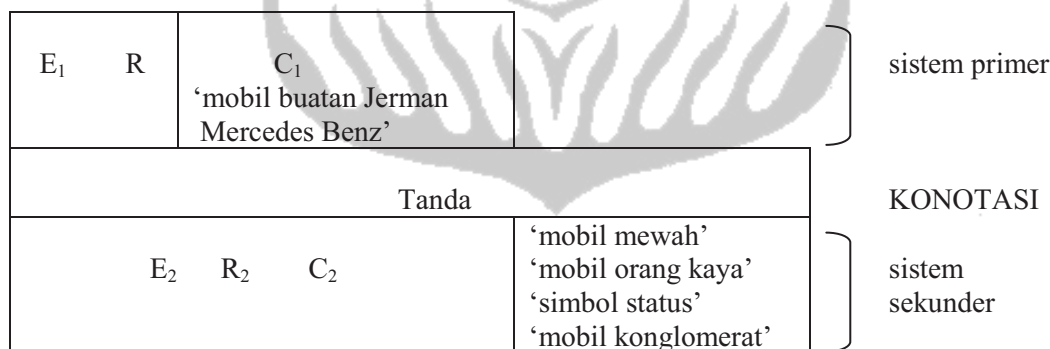 E₁ R C₁ sistem primer
‘mobil buatan Jerman
Mercedes Benz’
Tanda KONOTASI
‘mobil mewah’
E₂ R₂ C₂ ‘mobil orang kaya’ sistem
‘simbol status’ sekunder
‘mobil konglomerat’